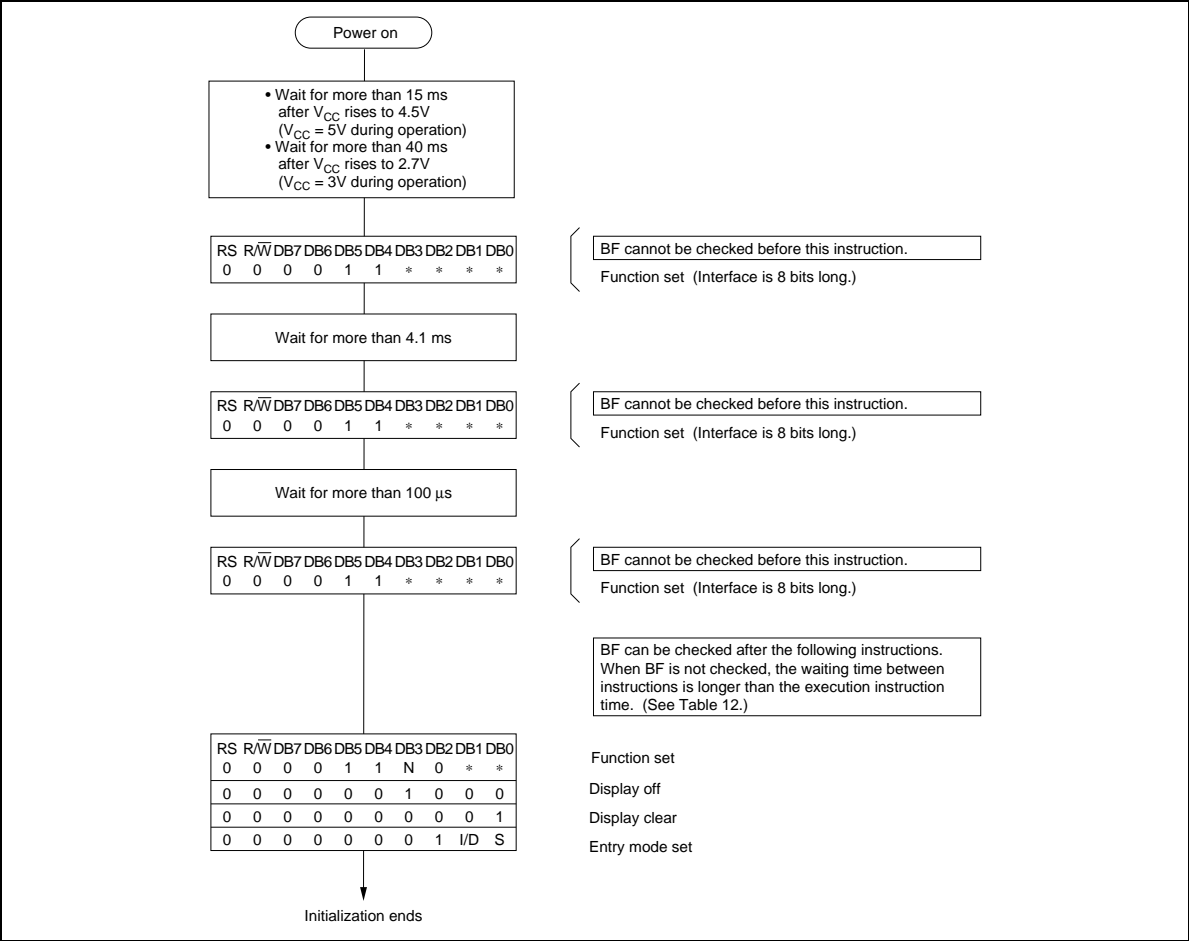 Power on
• Wait for more than 15 ms
after VCC rises to 4.5V
(VCC = 5V during operation)
• Wait for more than 40 ms
after VCC rises to 2.7V
(VCC = 3V during operation)
RS R/W̅ DB7 DB6 DB5 DB4 DB3 DB2 DB1 DB0
0 0 0 0 1 1 * * * *
BF cannot be checked before this instruction.
Function set (Interface is 8 bits long.)
Wait for more than 4.1 ms
RS R/W̅ DB7 DB6 DB5 DB4 DB3 DB2 DB1 DB0
0 0 0 0 1 1 * * * *
BF cannot be checked before this instruction.
Function set (Interface is 8 bits long.)
Wait for more than 100 μs
RS R/W̅ DB7 DB6 DB5 DB4 DB3 DB2 DB1 DB0
0 0 0 0 1 1 * * * *
BF cannot be checked before this instruction.
Function set (Interface is 8 bits long.)
BF can be checked after the following instructions.
When BF is not checked, the waiting time between
instructions is longer than the execution instruction
time. (See Table 12.)
RS R/W̅ DB7 DB6 DB5 DB4 DB3 DB2 DB1 DB0
0 0 0 0 1 1 N 0 * *
Function set
0 0 0 0 0 0 1 0 0 0
Display off
0 0 0 0 0 0 0 0 0 1
Display clear
0 0 0 0 0 0 0 1 I/D S
Entry mode set
Initialization ends